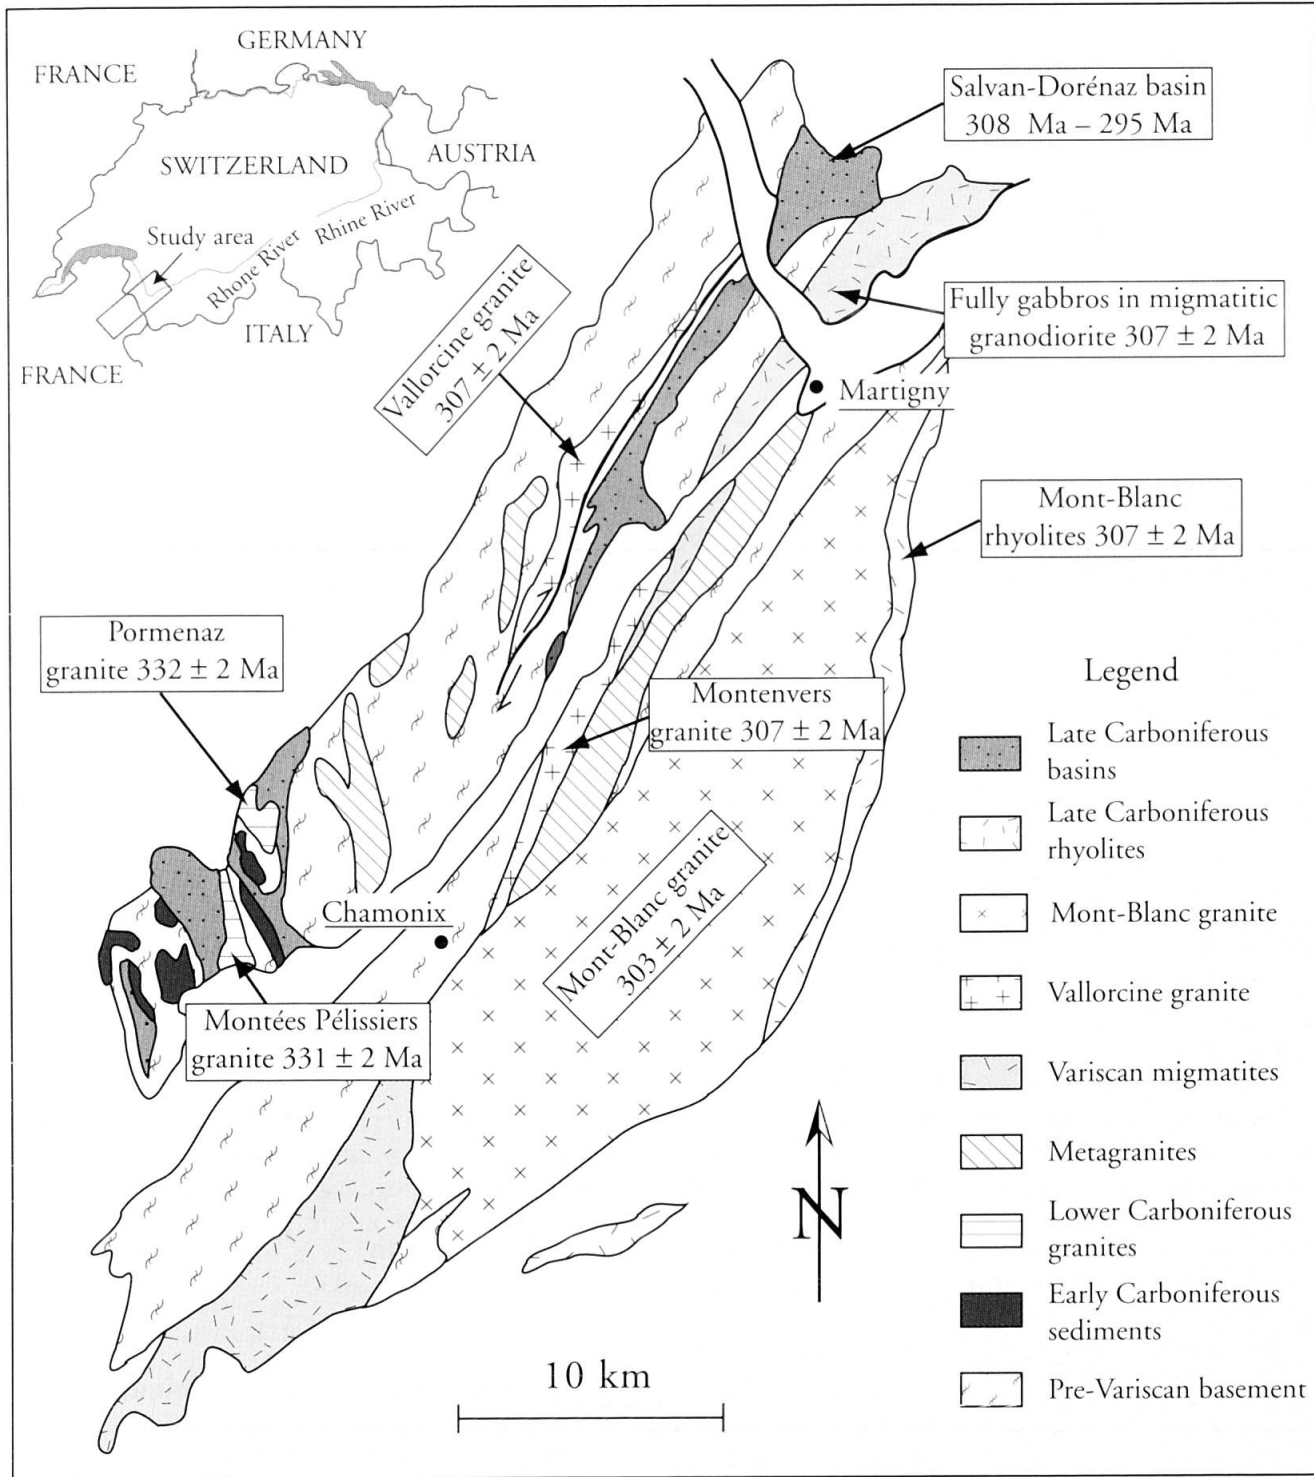 GERMANY
FRANCE
SWITZERLAND
AUSTRIA
Rhine River
Study area
Rhone River
ITALY
FRANCE
Salvan-Dorénaz basin
308 Ma – 295 Ma
Vallorcine granite
307 ± 2 Ma
Fully gabbros in migmatitic
granodiorite 307 ± 2 Ma
Martigny
Mont-Blanc
rhyolites 307 ± 2 Ma
Pormenaz
granite 332 ± 2 Ma
Montenvers
granite 307 ± 2 Ma
Mont-Blanc granite
303 ± 2 Ma
Chamonix
Montées Pélissiers
granite 331 ± 2 Ma
Legend
Late Carboniferous
basins
Late Carboniferous
rhyolites
Mont-Blanc granite
Vallorcine granite
Variscan migmatites
Metagranites
Lower Carboniferous
granites
Early Carboniferous
sediments
Pre-Variscan basement
N
10 km